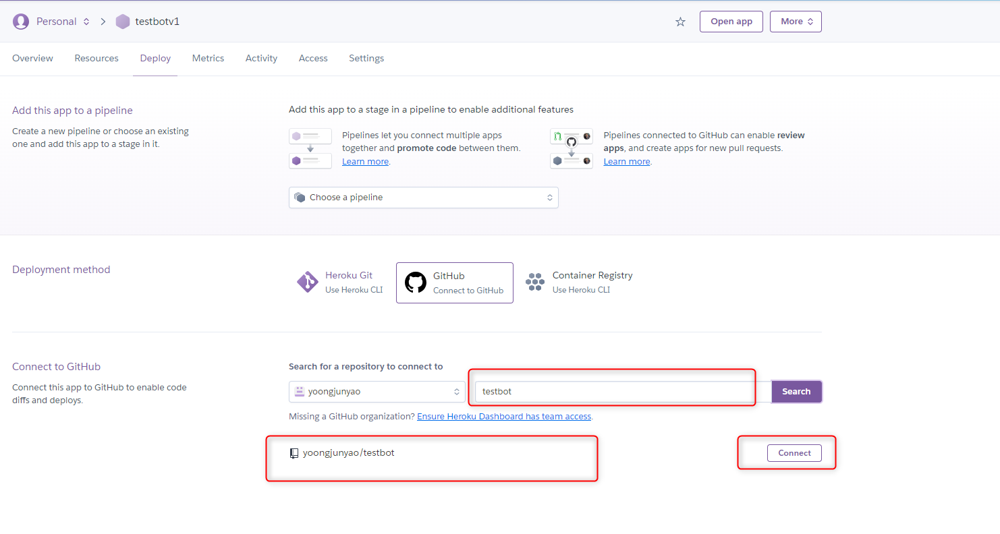 Personal
testbotv1
Open app
More
Overview
Resources
Deploy
Metrics
Activity
Access
Settings
Add this app to a pipeline
Create a new pipeline or choose an existing
one and add this app to a stage in it.
Add this app to a stage in a pipeline to enable additional features
Pipelines let you connect multiple apps
together and promote code between them.
Learn more.
Pipelines connected to GitHub can enable review
apps, and create apps for new pull requests.
Learn more.
Choose a pipeline
Deployment method
Heroku Git
Use Heroku CLI
GitHub
Connect to GitHub
Container Registry
Use Heroku CLI
Connect to GitHub
Connect this app to GitHub to enable code
diffs and deploys.
Search for a repository to connect to
yoongjunyao
testbot
Search
Missing a GitHub organization? Ensure Heroku Dashboard has team access.
yoongjunyao/testbot
Connect